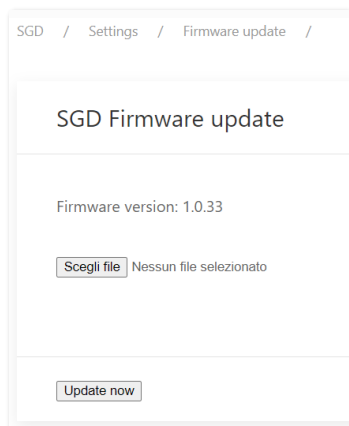 SGD / Settings / Firmware update /
SGD Firmware update
Firmware version: 1.0.33
Scegli file Nessun file selezionato
Update now